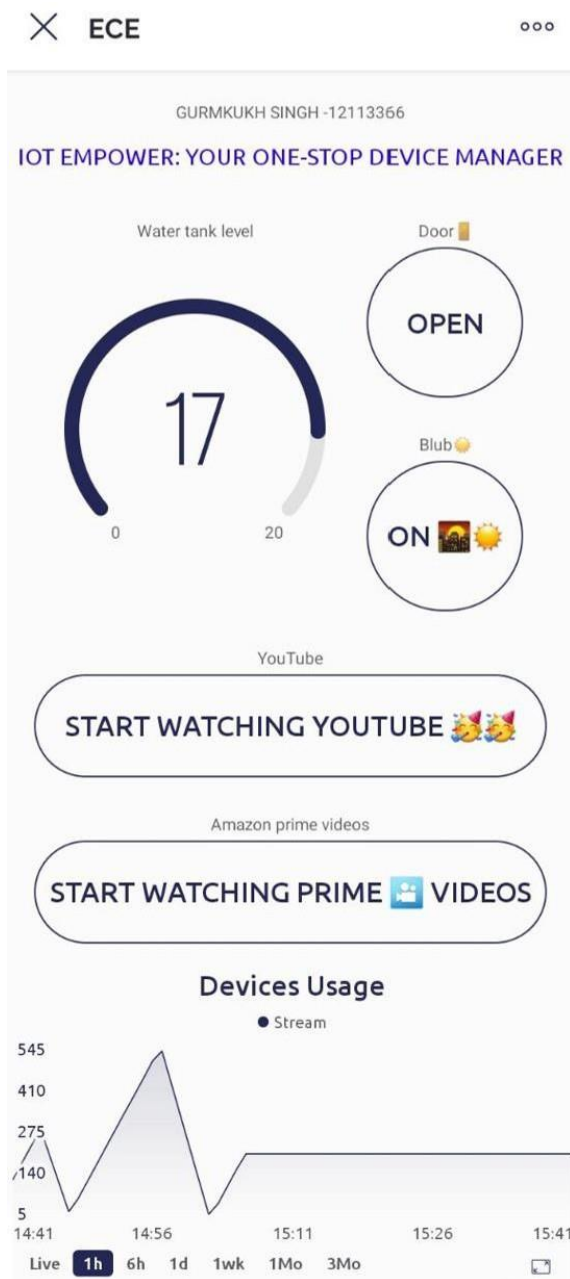 ECE
GURMKUKH SINGH -12113366
IOT EMPOWER: YOUR ONE-STOP DEVICE MANAGER
Water tank level
17
0 20
Door🚪
OPEN
Blub☀️
ON 🌇☀️
YouTube
START WATCHING YOUTUBE 🥳🥳
Amazon prime videos
START WATCHING PRIME 🎦 VIDEOS
Devices Usage
Stream
545
410
275
140
5
14:41 14:56 15:11 15:26 15:41
Live 1h 6h 1d 1wk 1Mo 3Mo